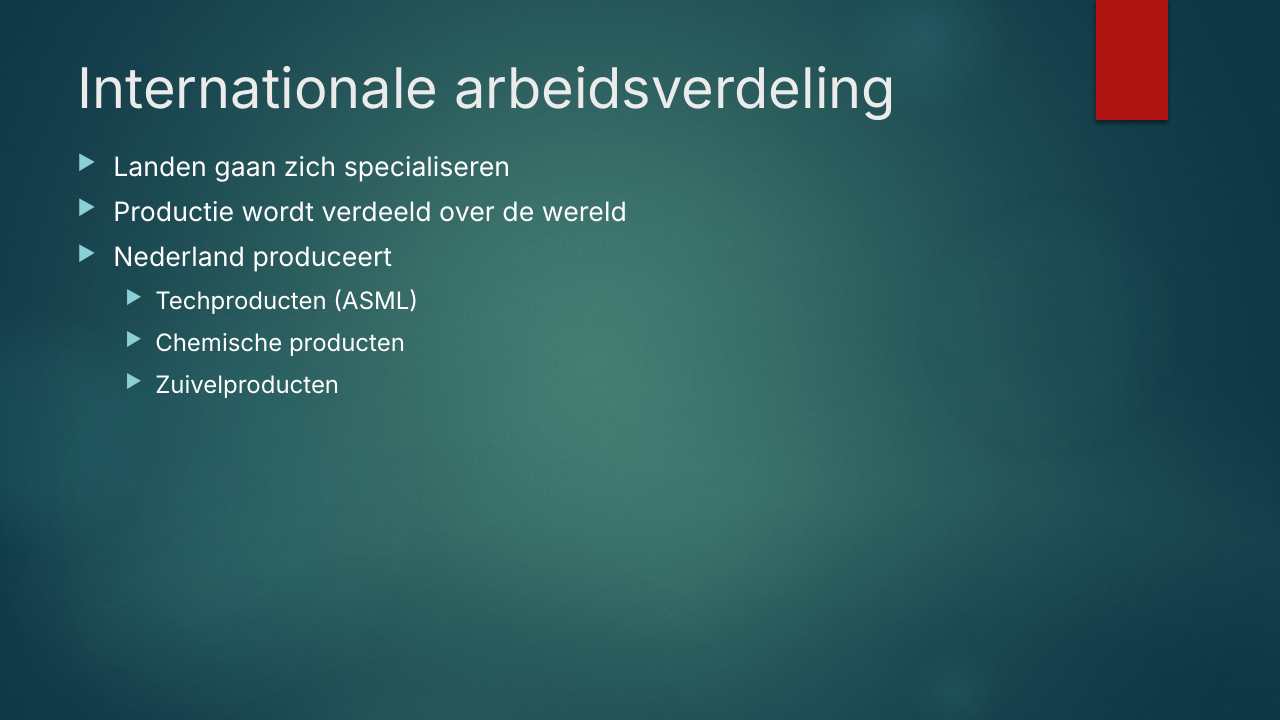 Internationale arbeidsverdeling
Landen gaan zich specialiseren
Productie wordt verdeeld over de wereld
Nederland produceert
Techproducten (ASML)
Chemische producten
Zuivelproducten